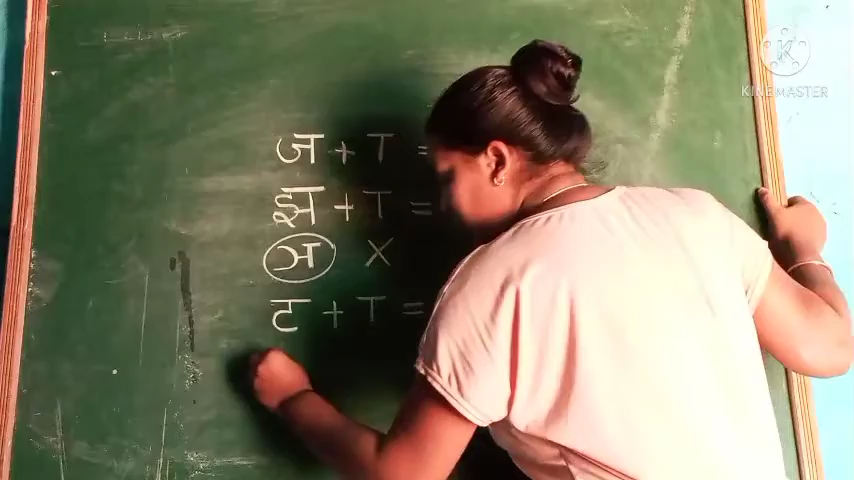 K
KINEMASTER
ज + ा =
झ + ा =
ञ ×
ट + ा =